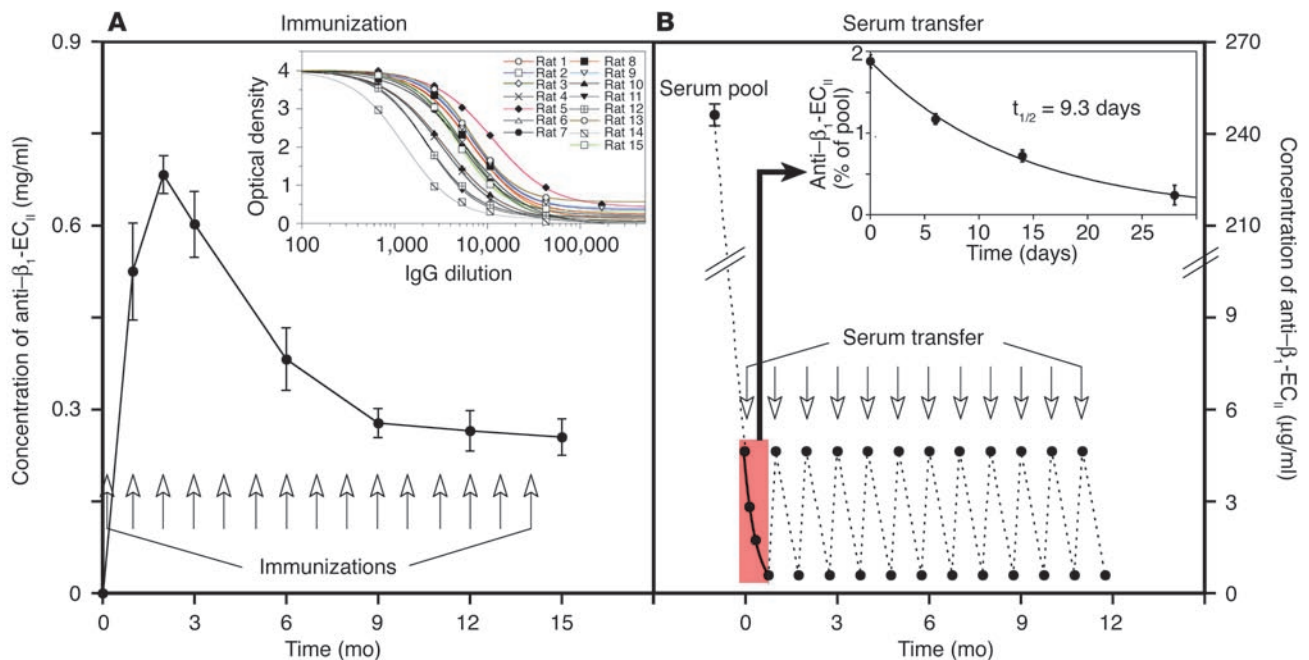 A
Immunization
Concentration of anti–β₁-EC_II (mg/ml)
0.9
0.6
0.3
0
0 3 6 9 12 15
Time (mo)
Immunizations
Optical density
4
3
2
1
0
100 1,000 10,000 100,000
IgG dilution
Rat 1 Rat 8
Rat 2 Rat 9
Rat 3 Rat 10
Rat 4 Rat 11
Rat 5 Rat 12
Rat 6 Rat 13
Rat 7 Rat 14
Rat 15
B
Serum transfer
Serum pool
Anti–β₁-EC_II
(% of pool)
2
1
0
t₁/₂ = 9.3 days
0 5 10 15 20 25
Time (days)
Serum transfer
0 3 6 9 12
Time (mo)
270
240
210
9
6
3
0
Concentration of anti–β₁-EC_II (µg/ml)